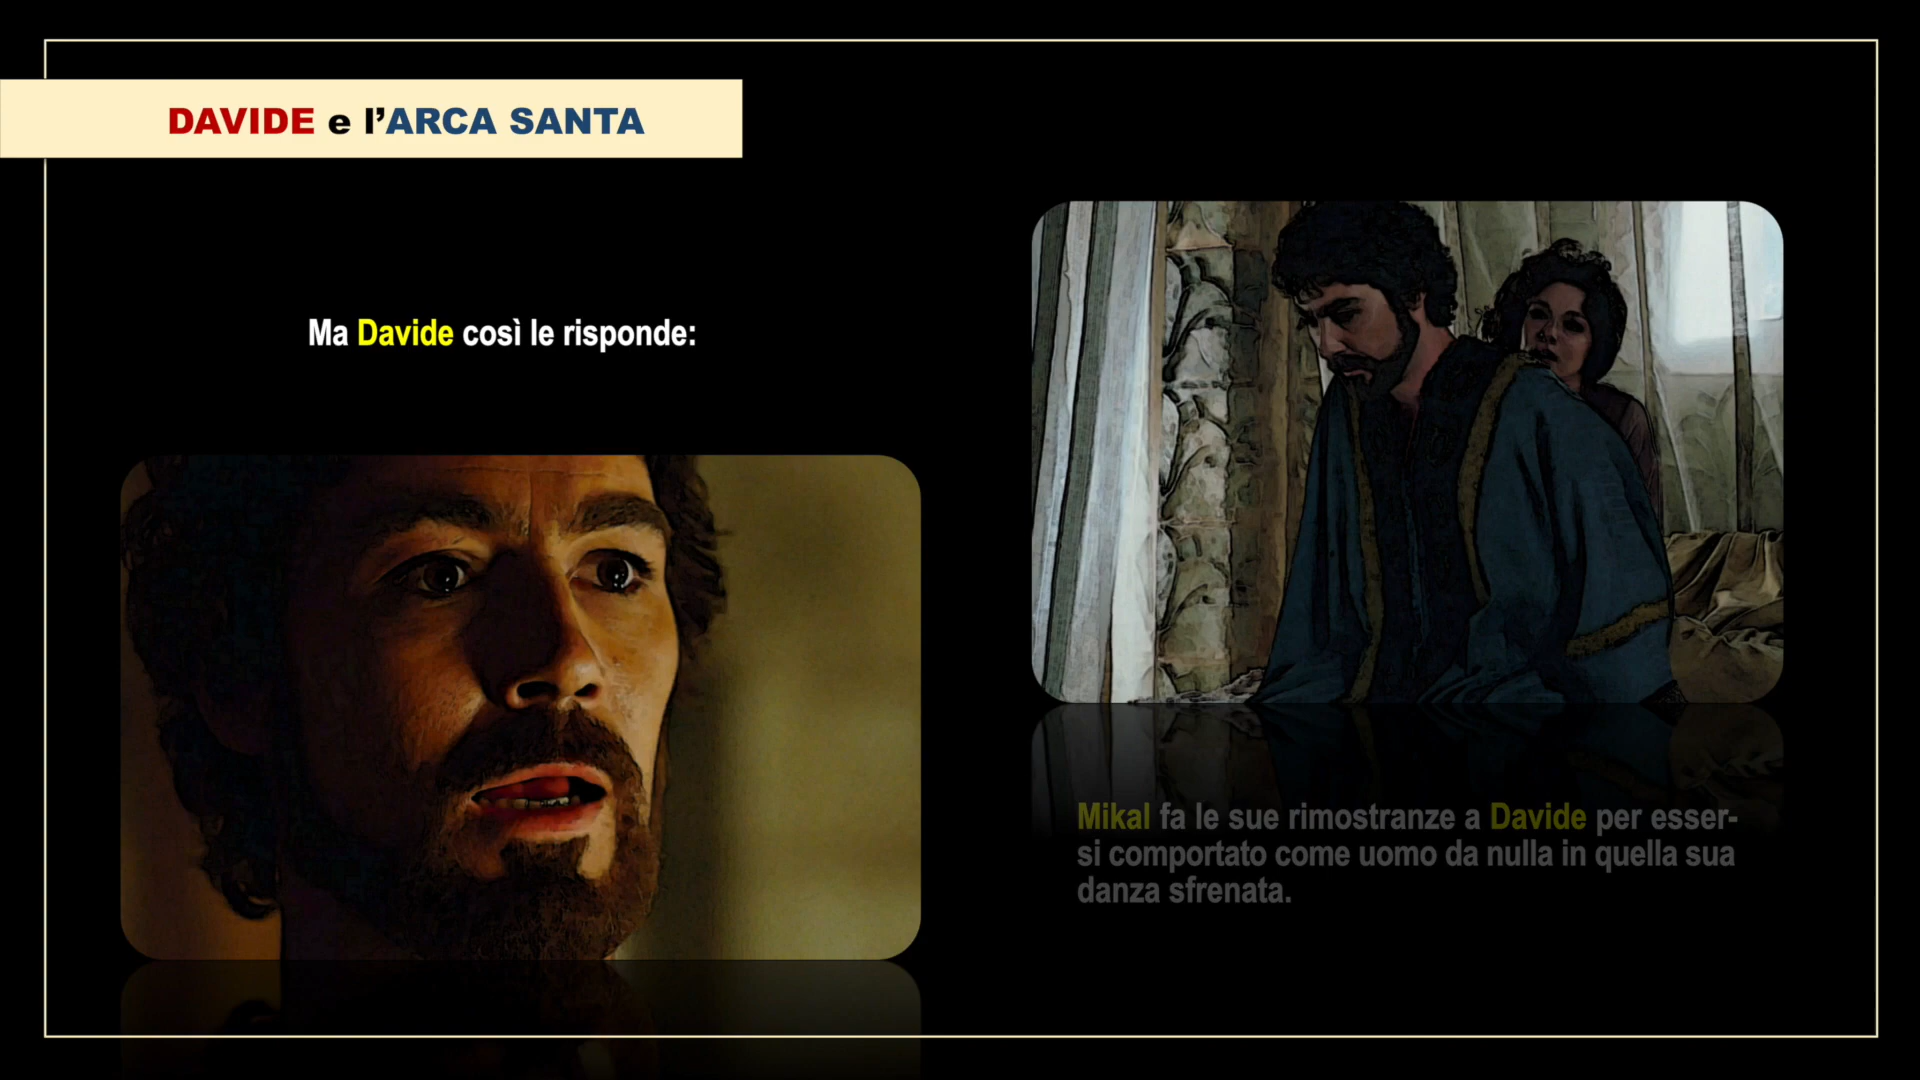 DAVIDE e l’ARCA SANTA
Ma Davide così le risponde:
Mikal fa le sue rimostranze a Davide per esser-
si comportato come uomo da nulla in quella sua
danza sfrenata.